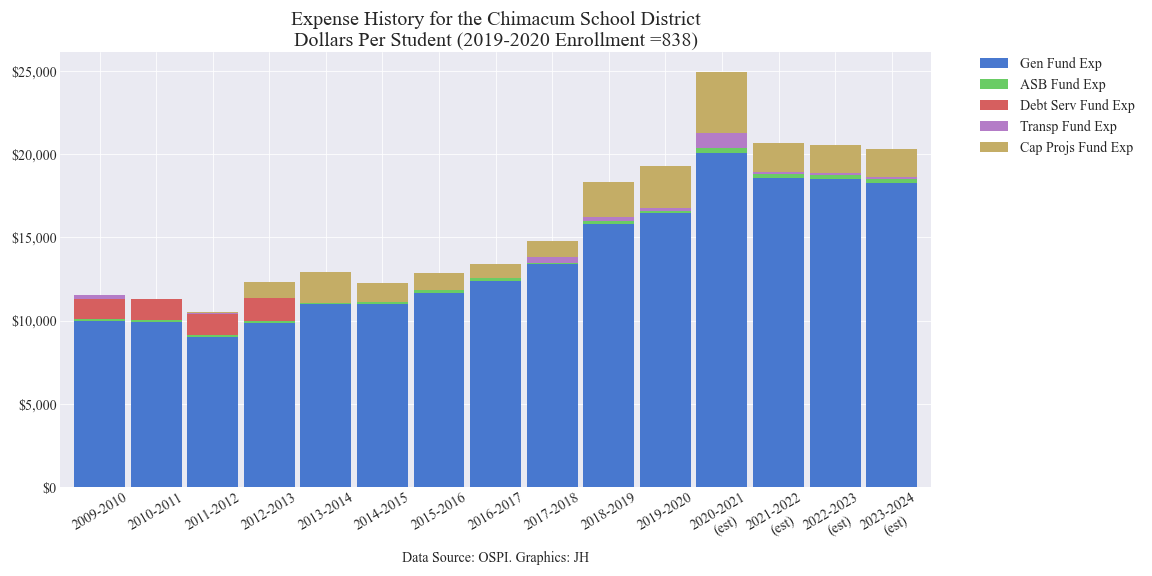 Expense History for the Chimacum School District
Dollars Per Student (2019-2020 Enrollment =838)
Gen Fund Exp
ASB Fund Exp
Debt Serv Fund Exp
Transp Fund Exp
Cap Projs Fund Exp
$25,000
$20,000
$15,000
$10,000
$5,000
$0
2009-2010
2010-2011
2011-2012
2012-2013
2013-2014
2014-2015
2015-2016
2016-2017
2017-2018
2018-2019
2019-2020
2020-2021
(est)
2021-2022
(est)
2022-2023
(est)
2023-2024
(est)
Data Source: OSPI. Graphics: JH